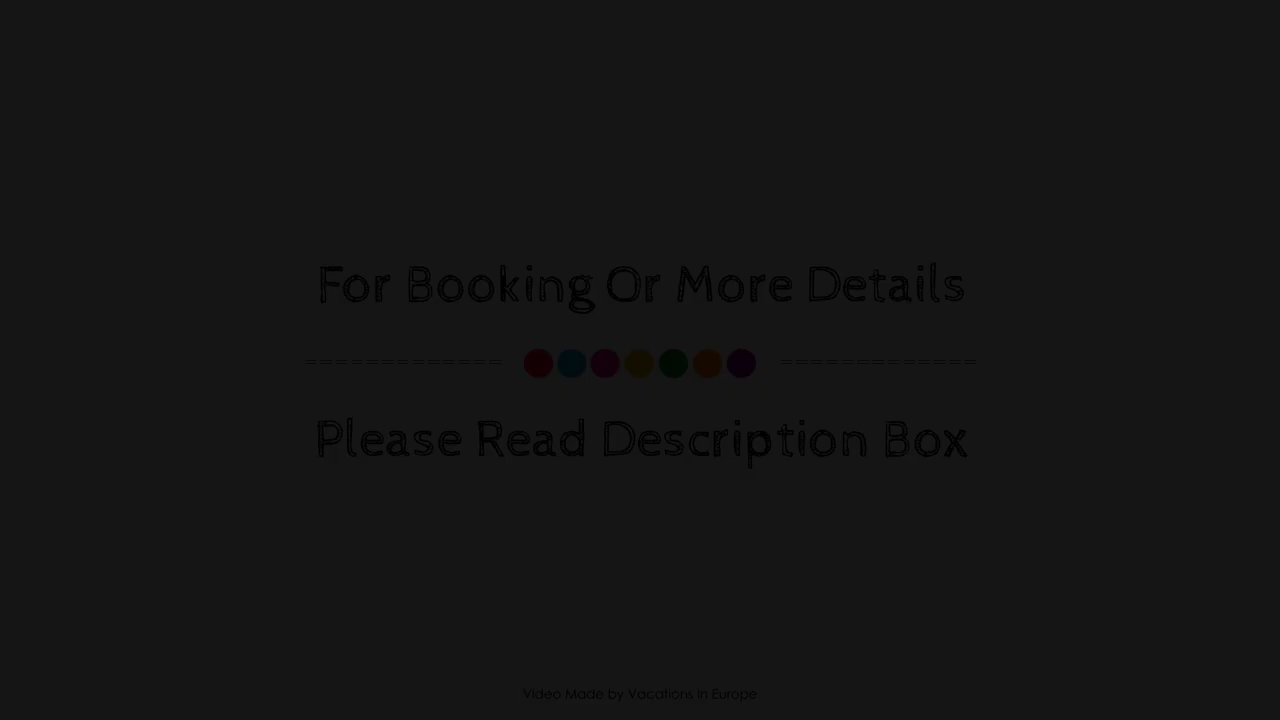 For Booking Or More Details
============= =============
Please Read Description Box
Video Made by Vacations In Europe